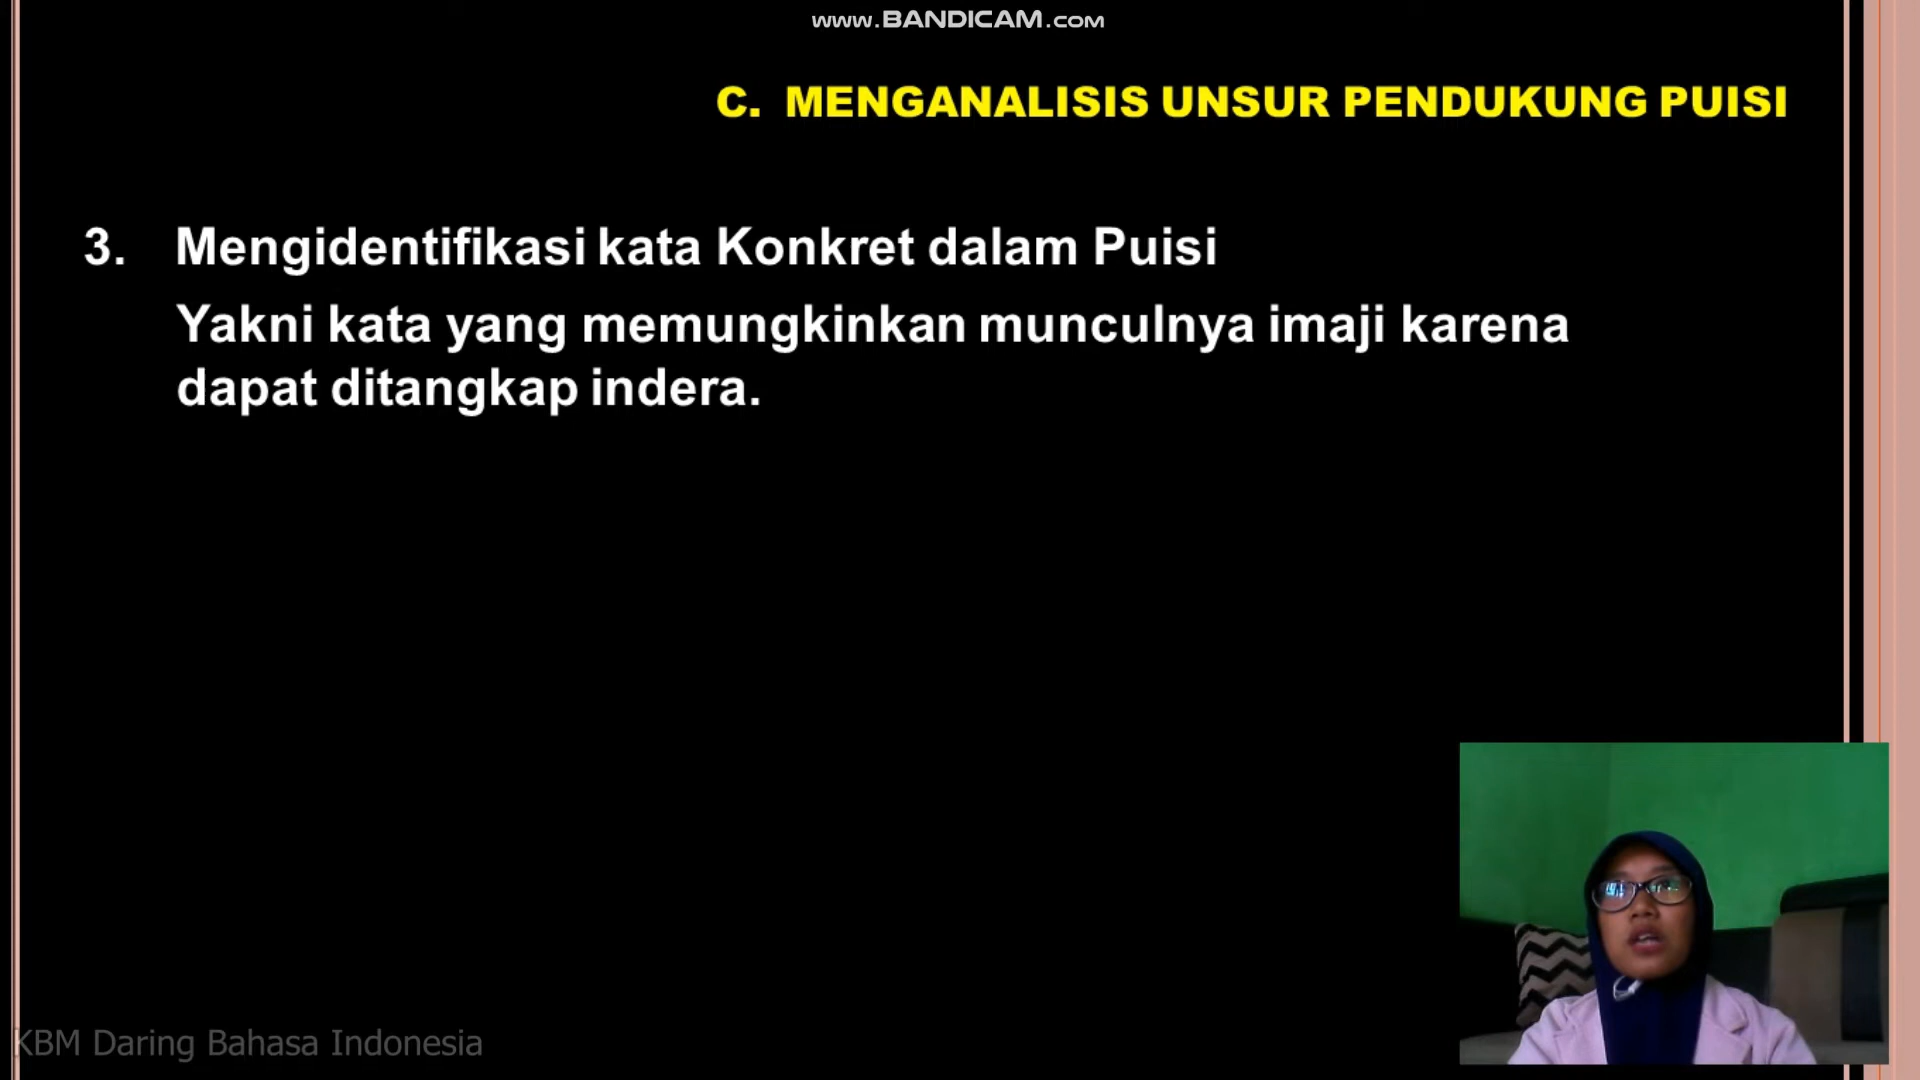 www.BANDICAM.com
C. MENGANALISIS UNSUR PENDUKUNG PUISI
3. Mengidentifikasi kata Konkret dalam Puisi
Yakni kata yang memungkinkan munculnya imaji karena
dapat ditangkap indera.
KBM Daring Bahasa Indonesia